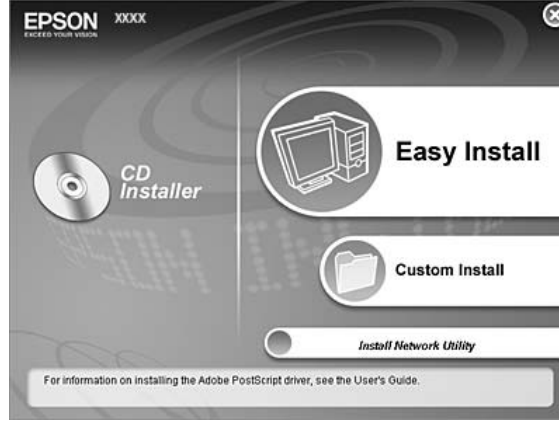 EPSON XXXX
EXCEED YOUR VISION
Easy Install
CD
Installer
Custom Install
Install Network Utility
For information on installing the Adobe PostScript driver, see the User's Guide.